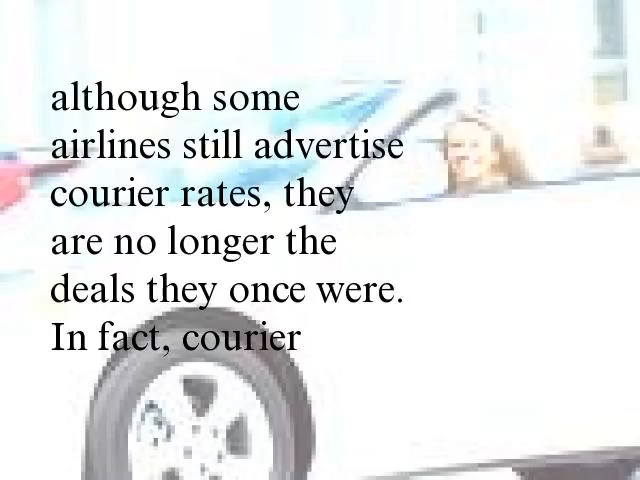 although some
airlines still advertise
courier rates, they
are no longer the
deals they once were.
In fact, courier